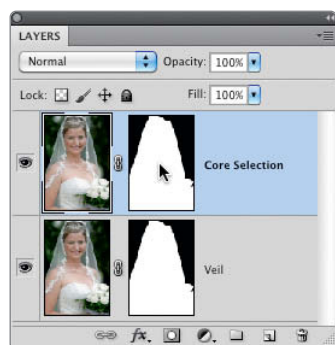 LAYERS
Normal Opacity: 100%
Lock: Fill: 100%
Core Selection
Veil
fx.